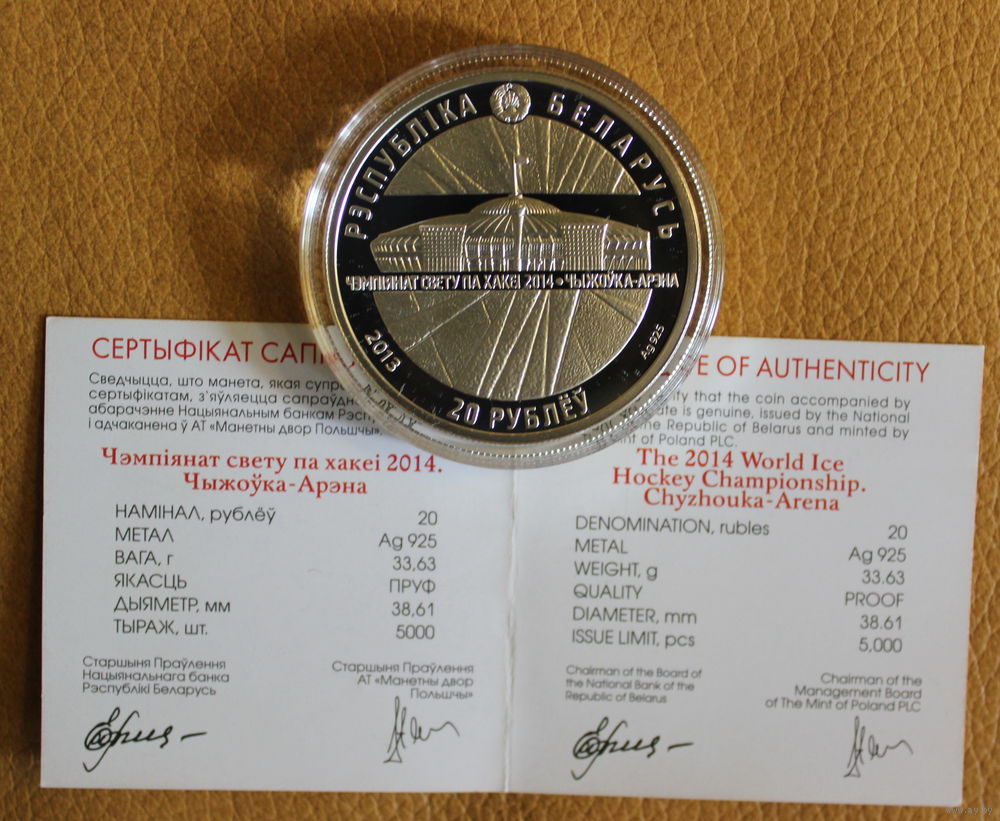 РЭСПУБЛІКА БЕЛАРУСЬ
ЧЭМПІЯНАТ СВЕТУ ПА ХАКЕІ 2014 • ЧЫЖОЎКА-АРЭНА
2013
Ag 925
20 РУБЛЁЎ
СЕРТЫФІКАТ
Сведчыцца, што манета, якая
сертыфікатам, з`яўляецца
абарачэнне Нацыянальным банкам
і адчаканена ў АТ «Манетны двор Польшчы»
Чэмпіянат свету па хакеі 2014.
Чыжоўка-Арэна
НАМІНАЛ, рублёў 20
МЕТАЛ Ag 925
ВАГА, г 33,63
ЯКАСЦЬ ПРУФ
ДЫЯМЕТР, мм 38,61
ТЫРАЖ, шт. 5000
Старшыня Праўлення
Нацыянальнага банка
Рэспублікі Беларусь
Старшыня Праўлення
АТ «Манетны двор
Польшчы»
OF AUTHENTICITY
that the coin accompanied by
is genuine, issued by the National
Republic of Belarus and minted by
of Poland PLC.
The 2014 World Ice
Hockey Championship.
Chyzhouka-Arena
DENOMINATION, rubles 20
METAL Ag 925
WEIGHT, g 33.63
QUALITY PROOF
DIAMETER, mm 38.61
ISSUE LIMIT, pcs 5,000
Chairman of the Board of
the National Bank of the
Republic of Belarus
Chairman of the
Management Board
of The Mint of Poland PLC